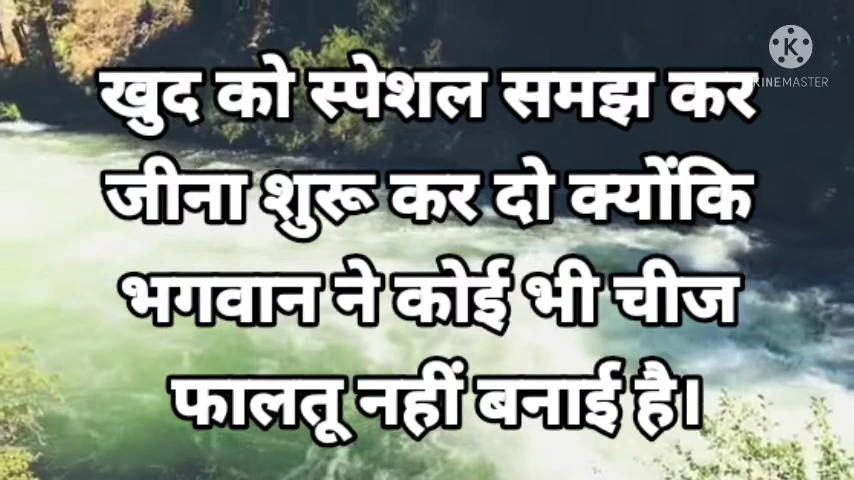 K
KINEMASTER
खुद को स्पेशल समझ कर
जीना शुरू कर दो क्योंकि
भगवान ने कोई भी चीज
फालतू नहीं बनाई है।